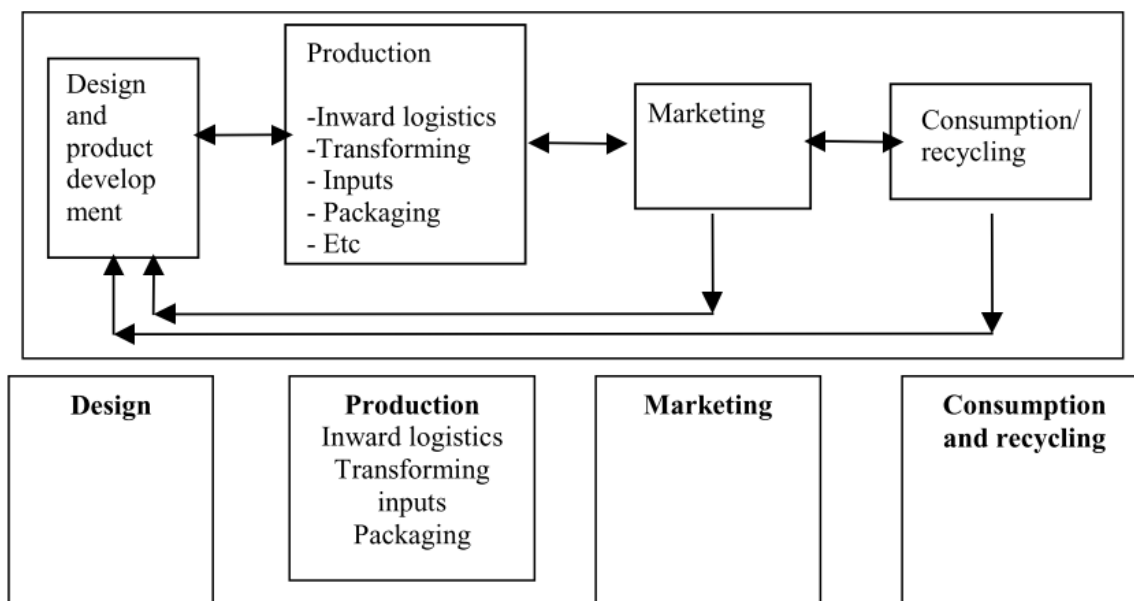 Design
and
product
develop
ment
Production
-Inward logistics
-Transforming
- Inputs
- Packaging
- Etc
Marketing
Consumption/
recycling
Design
Production
Inward logistics
Transforming
inputs
Packaging
Marketing
Consumption
and recycling